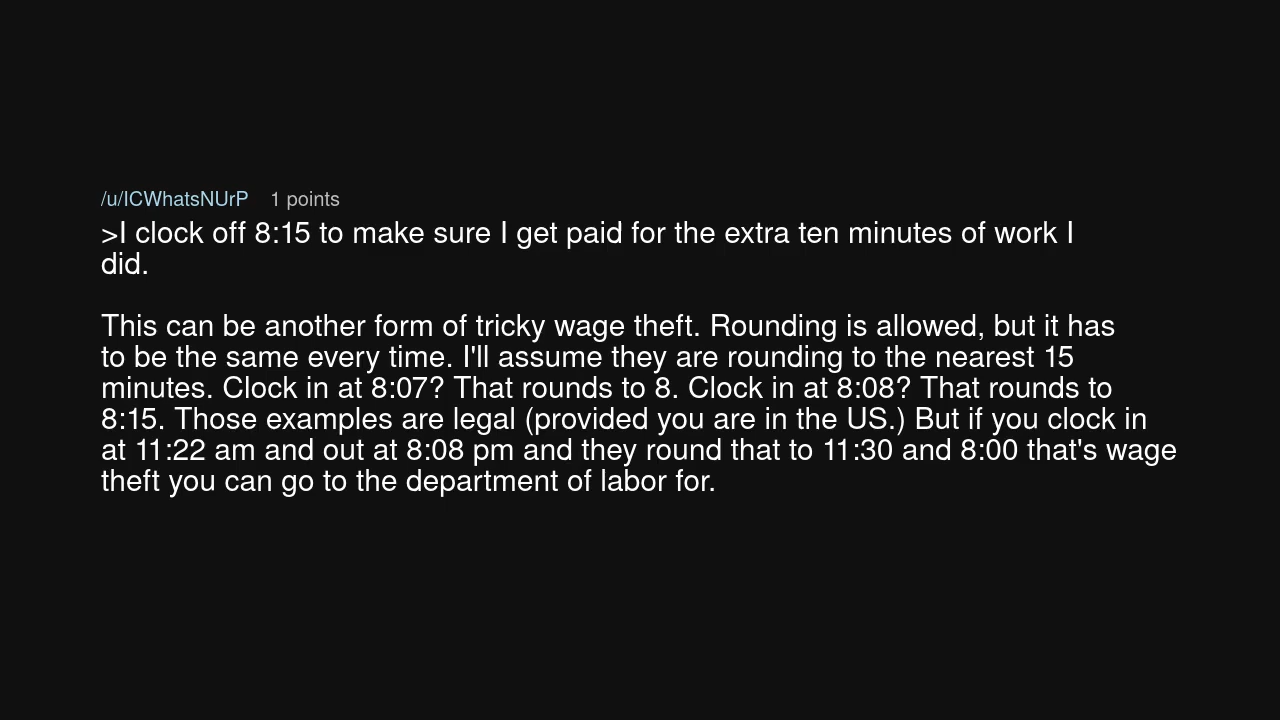 /u/ICWhatsNUrP 1 points
>I clock off 8:15 to make sure I get paid for the extra ten minutes of work I
did.
This can be another form of tricky wage theft. Rounding is allowed, but it has
to be the same every time. I'll assume they are rounding to the nearest 15
minutes. Clock in at 8:07? That rounds to 8. Clock in at 8:08? That rounds to
8:15. Those examples are legal (provided you are in the US.) But if you clock in
at 11:22 am and out at 8:08 pm and they round that to 11:30 and 8:00 that's wage
theft you can go to the department of labor for.